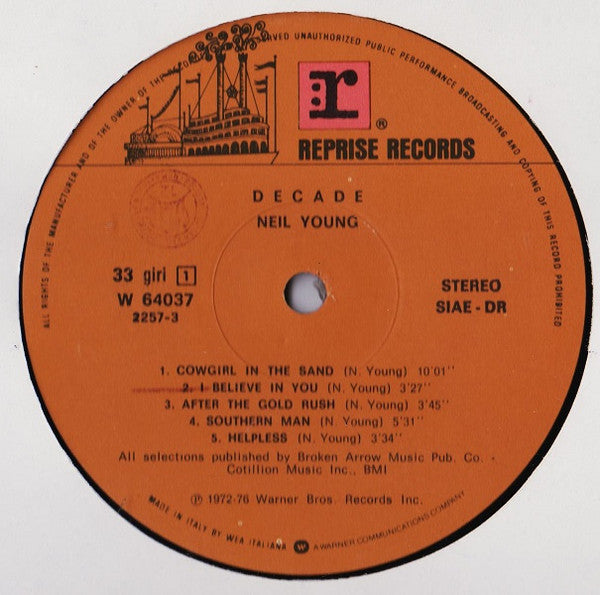 ALL RIGHTS OF THE MANUFACTURER AND OF THE OWNER OF THE RESERVED UNAUTHORIZED PUBLIC PERFORMANCE BROADCASTING AND COPYING OF THIS RECORD PROHIBITED
:r
®
REPRISE RECORDS
DECADE
NEIL YOUNG
33 giri 1
W 64037
2257-3
STEREO
SIAE - DR
1. COWGIRL IN THE SAND (N. Young) 10'01''
2. I BELIEVE IN YOU (N. Young) 3'27''
3. AFTER THE GOLD RUSH (N. Young) 3'45''
4. SOUTHERN MAN (N. Young) 5'31''
5. HELPLESS (N. Young) 3'34''
All selections published by Broken Arrow Music Pub. Co. -
Cotillion Music Inc., BMI
℗ 1972-76 Warner Bros. Records Inc.
MADE IN ITALY BY WEA ITALIANA A WARNER COMMUNICATIONS COMPANY